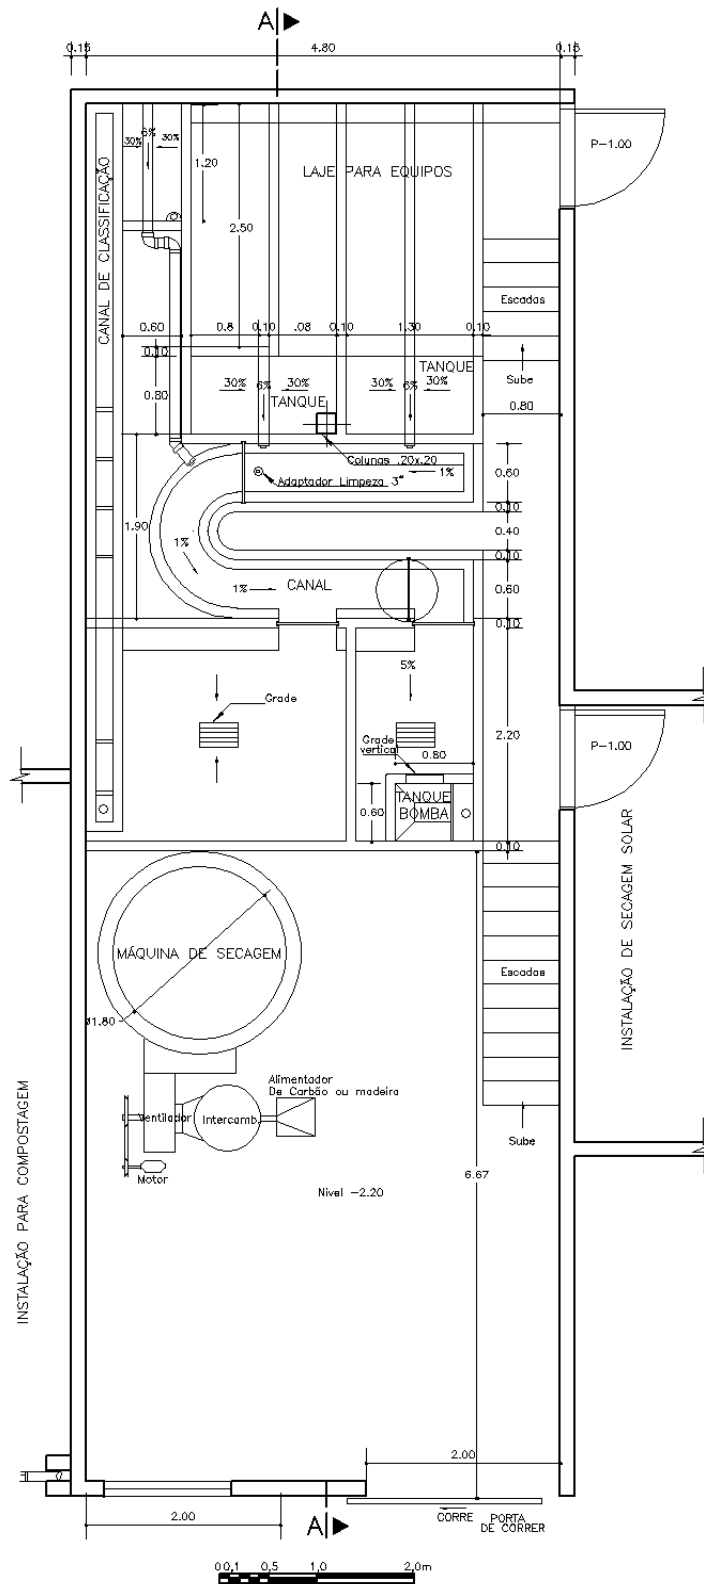 A
0.15
4.80
0.15
P-1.00
30%
6%
30%
1.20
LAJE PARA EQUIPOS
CANAL DE CLASSIFICAÇÃO
2.50
Escadas
0.60
0.8
0.10
.08
0.10
1.30
0.10
0.10
TANQUE
Sube
0.80
30%
6%
30%
30%
6%
30%
TANQUE
0.80
Colunas .20x.20
1%
0.60
Adaptador Limpeza 3"
0.10
1.90
0.40
1%
0.10
1%
CANAL
0.60
0.10
5%
Grade
2.20
Grade
vertical
P-1.00
0.80
TANQUE
BOMBA
0.60
0.10
INSTALAÇÃO DE SECAGEM SOLAR
MÁQUINA DE SECAGEM
Escadas
Ø1.80
Alimentador
De Carbão ou madeira
Ventilador
Intercamb.
Sube
Motor
6.67
Nivel -2.20
INSTALAÇÃO PARA COMPOSTAGEM
2.00
2.00
A
CORRE
PORTA
DE CORRER
0 0,1 0,5 1,0 2,0m